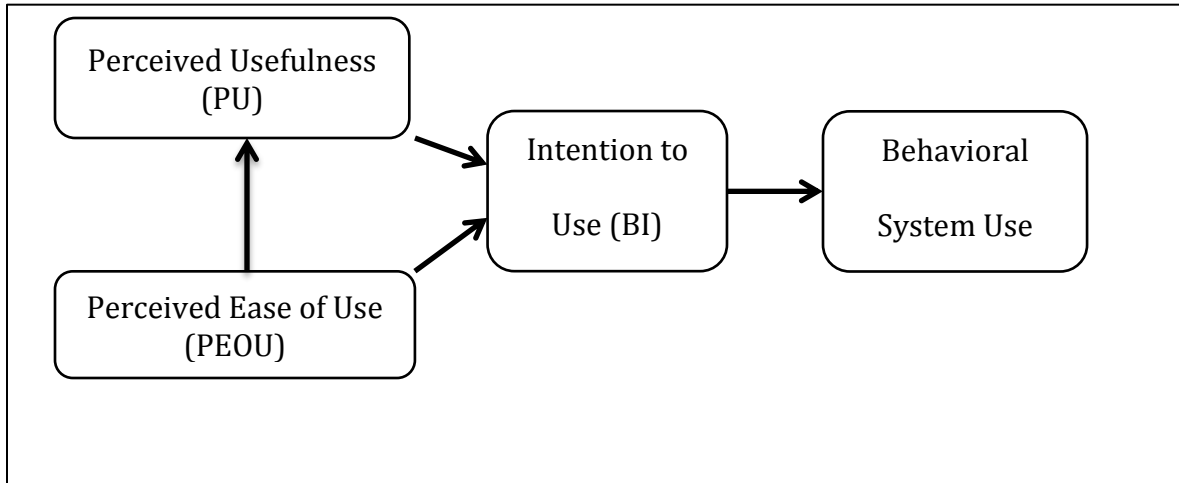 Perceived Usefulness
(PU)
Intention to
Use (BI)
Behavioral
System Use
Perceived Ease of Use
(PEOU)